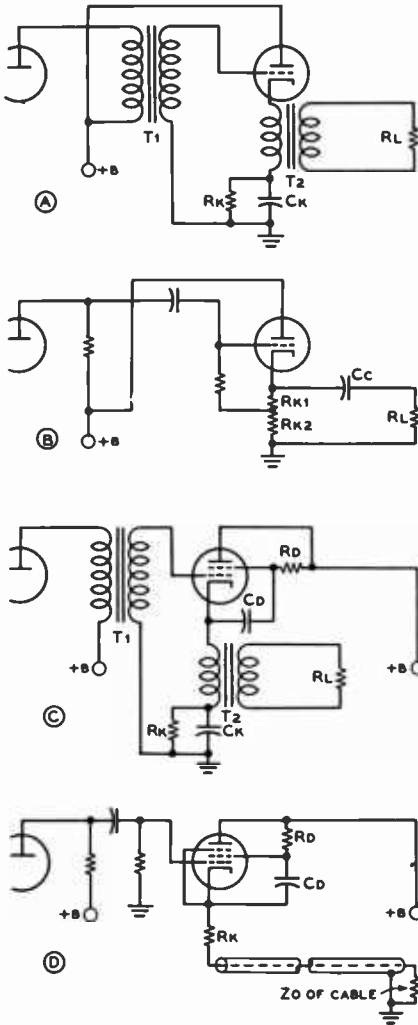 T1
+B
RK
CK
T2
RL
A
+B
B
CC
RK1
RK2
RL
RD
CD
T1
+B
+B
RL
T2
RK
CK
C
RD
CD
+B
+B
RK
D
ZO OF CABLE